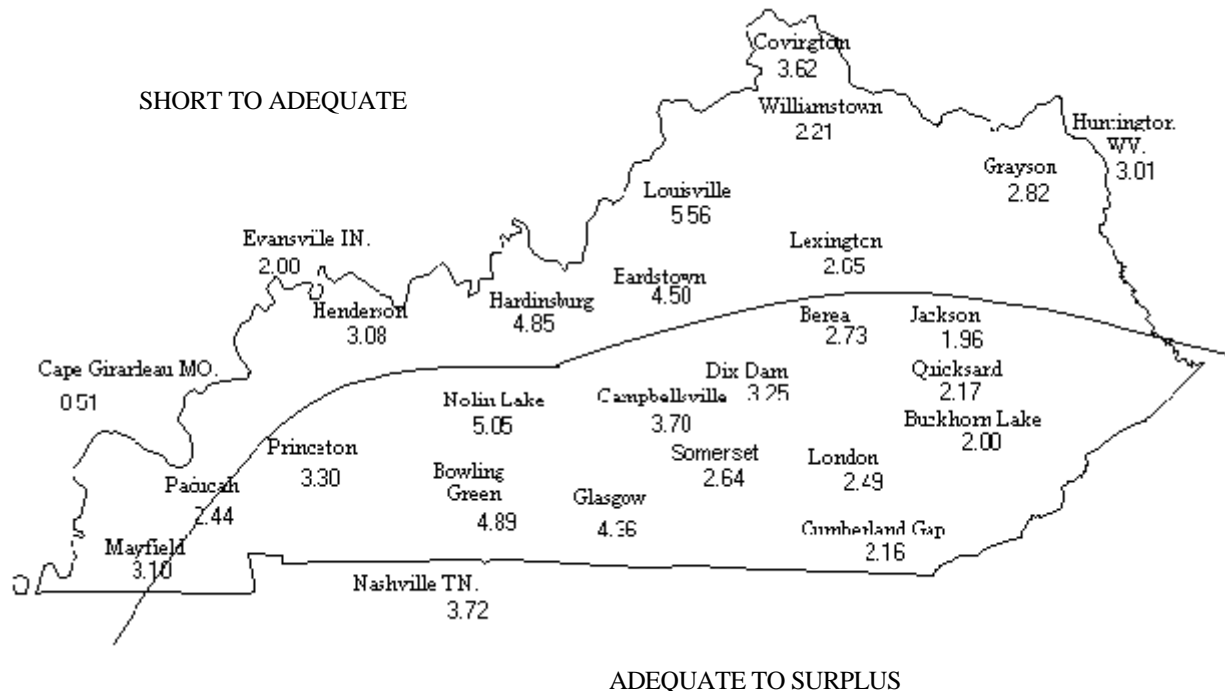 Covington
3.62
SHORT TO ADEQUATE
Williamstown
2.21
Huntington
WV.
3.01
Grayson
2.82
Louisville
5.56
Evansville IN.
2.00
Lexington
2.05
Eardstown
4.50
Hardinsburg
4.85
Henderson
3.08
Berea
2.73
Jackson
1.96
Cape Girardeau MO.
0.51
Dix Dam
3.25
Quicksand
2.17
Nolin Lake
5.05
Campbellsville
3.70
Buckhorn Lake
2.00
Princeton
3.30
Somerset
2.64
London
2.49
Paducah
2.44
Bowling
Green
4.89
Glasgow
4.36
Cumberland Gap
2.16
Mayfield
3.10
Nashville TN.
3.72
ADEQUATE TO SURPLUS